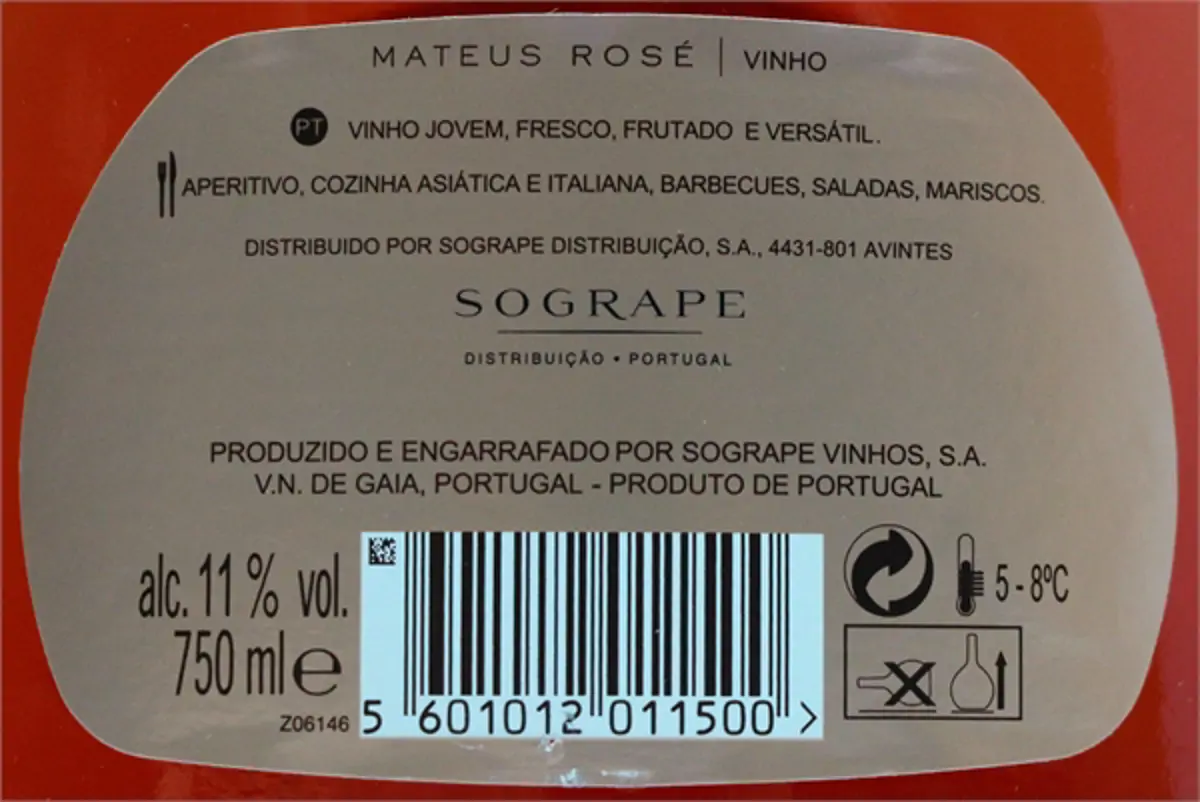 MATEUS ROSÉ | VINHO
PT VINHO JOVEM, FRESCO, FRUTADO E VERSÁTIL.
APERITIVO, COZINHA ASIÁTICA E ITALIANA, BARBECUES, SALADAS, MARISCOS.
DISTRIBUIDO POR SOGRAPE DISTRIBUIÇÃO, S.A., 4431-801 AVINTES
SOGRAPE
DISTRIBUIÇÃO • PORTUGAL
PRODUZIDO E ENGARRAFADO POR SOGRAPE VINHOS, S.A.
V.N. DE GAIA, PORTUGAL - PRODUTO DE PORTUGAL
alc. 11 % vol.
750 ml e
Z06146
5 601012 011500 >
5 - 8ºC